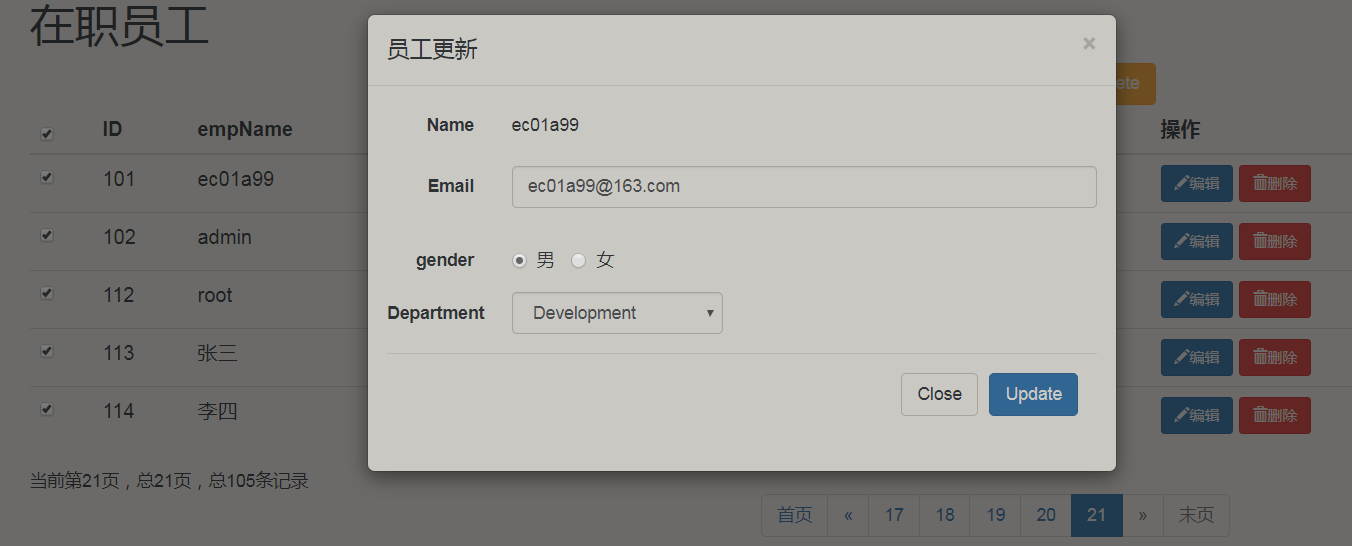 在职员工
员工更新 ×
ete
ID empName 操作
Name ec01a99
101 ec01a99 编辑 删除
Email ec01a99@163.com
102 admin 编辑 删除
gender 男 女
112 root 编辑 删除
Department Development
113 张三 编辑 删除
Close Update
114 李四 编辑 删除
当前第21页，总21页，总105条记录
首页 « 17 18 19 20 21 » 末页